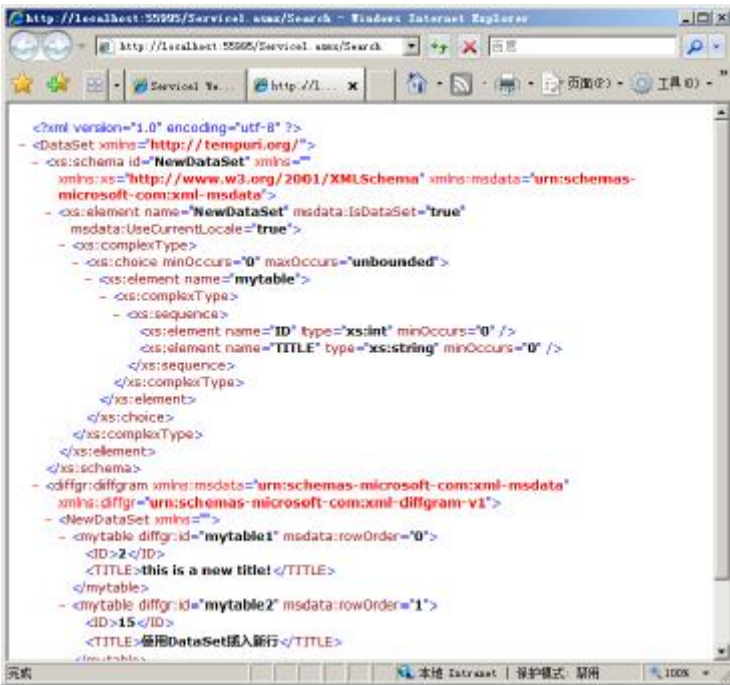 http://localhost:55995/Service1.asmx/Search - Windows Internet Explorer
http://localhost:55995/Service1.asmx/Search
百度
Service1 We...
http://l...
页面(P)
工具(O)
<?xml version="1.0" encoding="utf-8" ?>
- <DataSet xmlns="http://tempuri.org/">
- <xs:schema id="NewDataSet" xmlns=""
xmlns:xs="http://www.w3.org/2001/XMLSchema" xmlns:msdata="urn:schemas-
microsoft-com:xml-msdata">
- <xs:element name="NewDataSet" msdata:IsDataSet="true"
msdata:UseCurrentLocale="true">
- <xs:complexType>
- <xs:choice minOccurs="0" maxOccurs="unbounded">
- <xs:element name="mytable">
- <xs:complexType>
- <xs:sequence>
<xs:element name="ID" type="xs:int" minOccurs="0" />
<xs:element name="TITLE" type="xs:string" minOccurs="0" />
</xs:sequence>
</xs:complexType>
</xs:element>
</xs:choice>
</xs:complexType>
</xs:element>
</xs:schema>
- <diffgr:diffgram xmlns:msdata="urn:schemas-microsoft-com:xml-msdata"
xmlns:diffgr="urn:schemas-microsoft-com:xml-diffgram-v1">
- <NewDataSet xmlns="">
- <mytable diffgr:id="mytable1" msdata:rowOrder="0">
<ID>2</ID>
<TITLE>this is a new title!</TITLE>
</mytable>
- <mytable diffgr:id="mytable2" msdata:rowOrder="1">
<ID>15</ID>
<TITLE>使用DataSet插入新行</TITLE>
</mytable>
完成
本地 Intranet | 保护模式: 禁用
100%